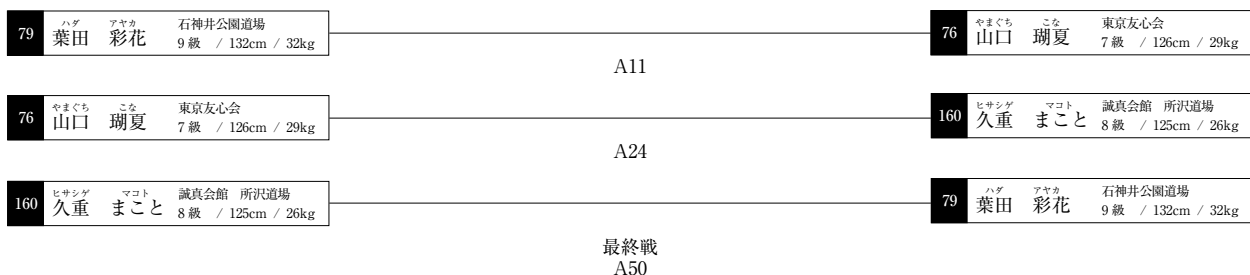 ハダ アヤカ
79 葉田 彩花 石神井公園道場
9級 / 132cm / 32kg
やまぐち こな
76 山口 瑚夏 東京友心会
7級 / 126cm / 29kg
A11
やまぐち こな
76 山口 瑚夏 東京友心会
7級 / 126cm / 29kg
ヒサシゲ マコト
160 久重 まこと 誠真会館 所沢道場
8級 / 125cm / 26kg
A24
ヒサシゲ マコト
160 久重 まこと 誠真会館 所沢道場
8級 / 125cm / 26kg
ハダ アヤカ
79 葉田 彩花 石神井公園道場
9級 / 132cm / 32kg
最終戦
A50